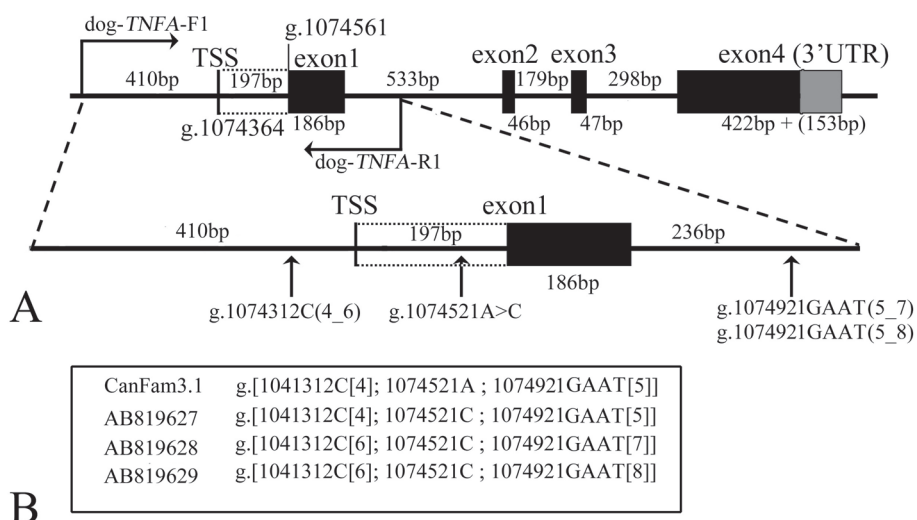 dog-TNFA-F1
g.1074561
TSS
exon1
exon2
exon3
exon4 (3'UTR)
410bp
197bp
533bp
179bp
298bp
g.1074364
186bp
46bp
47bp
422bp + (153bp)
dog-TNFA-R1
TSS
exon1
410bp
197bp
236bp
186bp
g.1074312C(4_6)
g.1074521A>C
g.1074921GAAT(5_7)
g.1074921GAAT(5_8)
A
CanFam3.1 g.[1041312C[4]; 1074521A ; 1074921GAAT[5]]
AB819627 g.[1041312C[4]; 1074521C ; 1074921GAAT[5]]
AB819628 g.[1041312C[6]; 1074521C ; 1074921GAAT[7]]
AB819629 g.[1041312C[6]; 1074521C ; 1074921GAAT[8]]
B